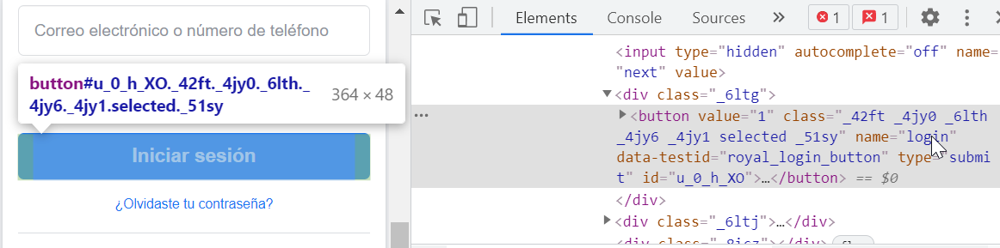 Correo electrónico o número de teléfono
button#u_0_h_XO._42ft._4jy0._6lth._
4jy6._4jy1.selected._51sy
364 × 48
Iniciar sesión
¿Olvidaste tu contraseña?
Elements Console Sources » 1 1
<input type="hidden" autocomplete="off" name=
"next" value>
<div class="_6ltg">
… <button value="1" class="_42ft _4jy0 _6lth
_4jy6 _4jy1 selected _51sy" name="login"
data-testid="royal_login_button" type="submi
t" id="u_0_h_XO">…</button> == $0
</div>
<div class="_6ltj">…</div>